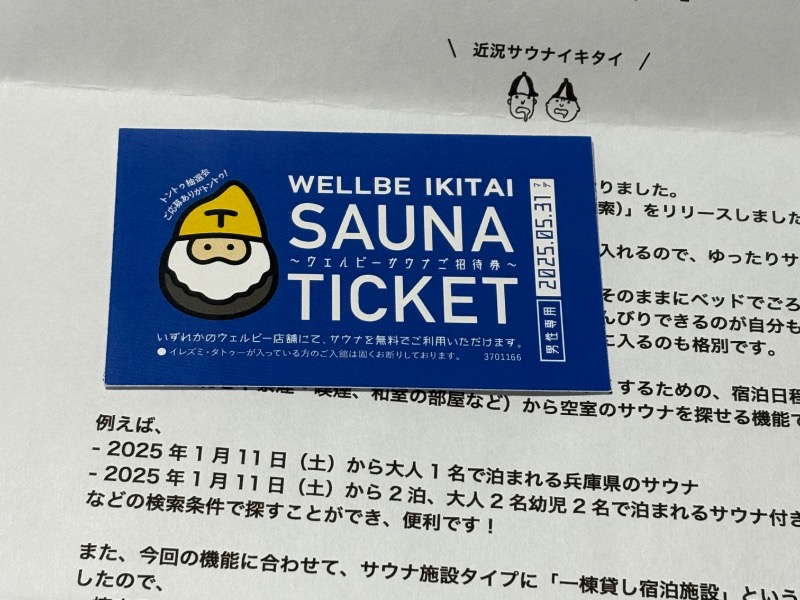 \ 近況サウナイキタイ /
トントゥ抽選会
ご応募ありがトントゥ!
WELLBE IKITAI
SAUNA
～ウェルビーサウナご招待券～
TICKET
2025.05.31 マデ
男性専用
いずれかのウェルビー店舗にて、サウナを無料でご利用いただけます。
●イレズミ・タトゥーが入っている方のご入館は固くお断りしております。 3701166
りました。
索)」をリリースしました
入れるので、ゆったりサ
そのままにベッドでごろ
んびりできるのが自分も
に入るのも格別です。
するための、宿泊日程
喫煙、和室の部屋など）から空室のサウナを探せる機能で
例えば、
- 2025 年 1 月 11 日（土）から大人 1 名で泊まれる兵庫県のサウナ
- 2025 年 1 月 11 日（土）から 2 泊、大人 2 名幼児 2 名で泊まれるサウナ付き
などの検索条件で探すことができ、便利です！
また、今回の機能に合わせて、サウナ施設タイプに「一棟貸し宿泊施設」という
したので、